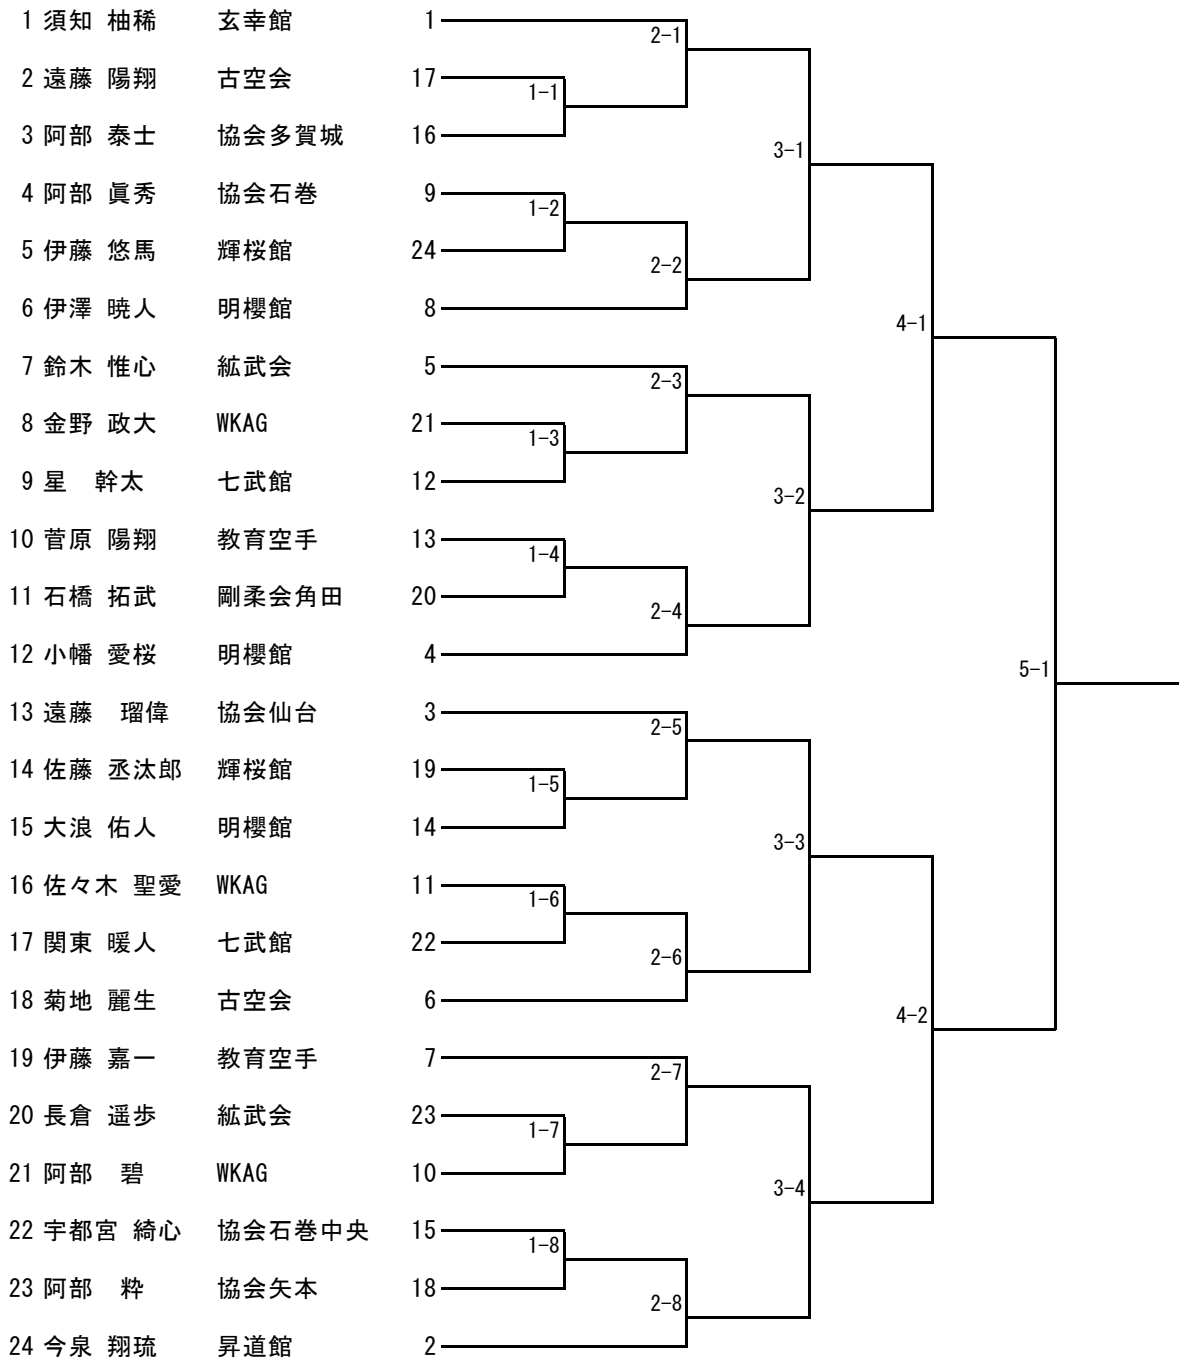 1 須知 柚稀 玄幸館 1
2-1
2 遠藤 陽翔 古空会 17
1-1
3 阿部 泰士 協会多賀城 16
3-1
4 阿部 眞秀 協会石巻 9
1-2
5 伊藤 悠馬 輝桜館 24
2-2
6 伊澤 暁人 明櫻館 8
4-1
7 鈴木 惟心 紘武会 5
2-3
8 金野 政大 WKAG 21
1-3
9 星 幹太 七武館 12
3-2
10 菅原 陽翔 教育空手 13
1-4
11 石橋 拓武 剛柔会角田 20
2-4
12 小幡 愛桜 明櫻館 4
5-1
13 遠藤 瑠偉 協会仙台 3
2-5
14 佐藤 丞汰郎 輝桜館 19
1-5
15 大浪 佑人 明櫻館 14
3-3
16 佐々木 聖愛 WKAG 11
1-6
17 関東 暖人 七武館 22
2-6
18 菊地 麗生 古空会 6
4-2
19 伊藤 嘉一 教育空手 7
2-7
20 長倉 遥歩 紘武会 23
1-7
21 阿部 碧 WKAG 10
3-4
22 宇都宮 綺心 協会石巻中央 15
1-8
23 阿部 粋 協会矢本 18
2-8
24 今泉 翔琉 昇道館 2